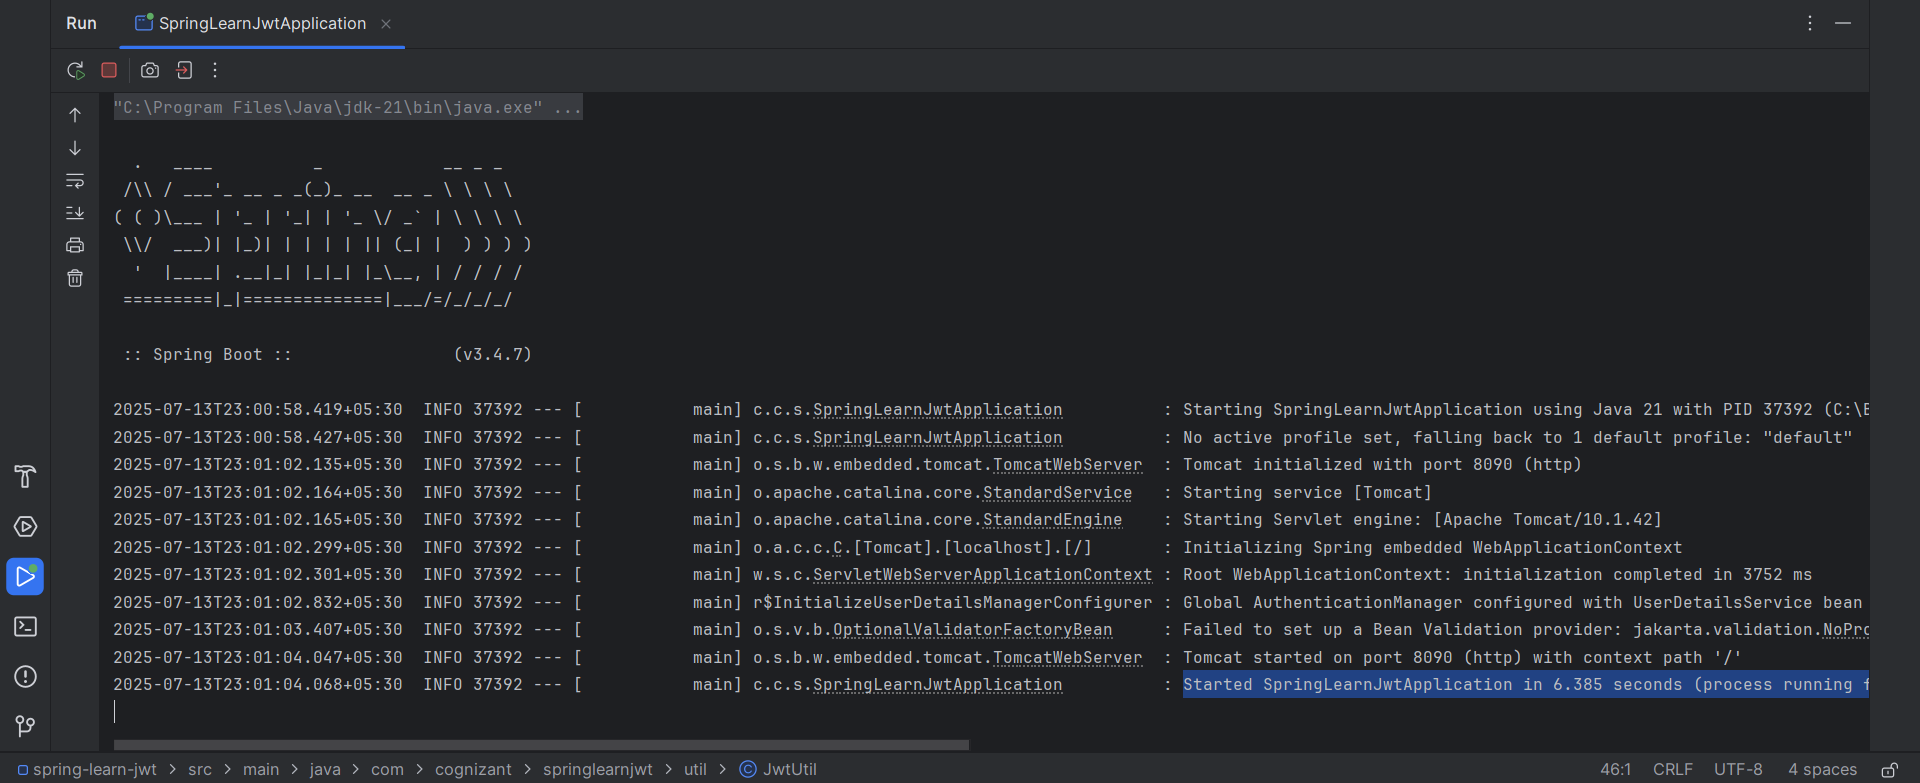 Run SpringLearnJwtApplication
"C:\Program Files\Java\jdk-21\bin\java.exe" ...
  .   ____          _            __ _ _
 /\\ / ___'_ __ _ _(_)_ __  __ _ \ \ \ \
( ( )\___ | '_ | '_| | '_ \/ _` | \ \ \ \
 \\/  ___)| |_)| | | | | || (_| |  ) ) ) )
  '  |____| .__|_| |_|_| |_\__, | / / / /
 =========|_|==============|___/=/_/_/_/
 :: Spring Boot ::                (v3.4.7)
2025-07-13T23:00:58.419+05:30  INFO 37392 --- [           main] c.c.s.SpringLearnJwtApplication          : Starting SpringLearnJwtApplication using Java 21 with PID 37392 (C:\E
2025-07-13T23:00:58.427+05:30  INFO 37392 --- [           main] c.c.s.SpringLearnJwtApplication          : No active profile set, falling back to 1 default profile: "default"
2025-07-13T23:01:02.135+05:30  INFO 37392 --- [           main] o.s.b.w.embedded.tomcat.TomcatWebServer  : Tomcat initialized with port 8090 (http)
2025-07-13T23:01:02.164+05:30  INFO 37392 --- [           main] o.apache.catalina.core.StandardService   : Starting service [Tomcat]
2025-07-13T23:01:02.165+05:30  INFO 37392 --- [           main] o.apache.catalina.core.StandardEngine    : Starting Servlet engine: [Apache Tomcat/10.1.42]
2025-07-13T23:01:02.299+05:30  INFO 37392 --- [           main] o.a.c.c.C.[Tomcat].[localhost].[/]       : Initializing Spring embedded WebApplicationContext
2025-07-13T23:01:02.301+05:30  INFO 37392 --- [           main] w.s.c.ServletWebServerApplicationContext : Root WebApplicationContext: initialization completed in 3752 ms
2025-07-13T23:01:02.832+05:30  INFO 37392 --- [           main] r$InitializeUserDetailsManagerConfigurer : Global AuthenticationManager configured with UserDetailsService bean
2025-07-13T23:01:03.407+05:30  INFO 37392 --- [           main] o.s.v.b.OptionalValidatorFactoryBean     : Failed to set up a Bean Validation provider: jakarta.validation.NoPro
2025-07-13T23:01:04.047+05:30  INFO 37392 --- [           main] o.s.b.w.embedded.tomcat.TomcatWebServer  : Tomcat started on port 8090 (http) with context path '/'
2025-07-13T23:01:04.068+05:30  INFO 37392 --- [           main] c.c.s.SpringLearnJwtApplication          : Started SpringLearnJwtApplication in 6.385 seconds (process running f
spring-learn-jwt > src > main > java > com > cognizant > springlearnjwt > util > JwtUtil 46:1 CRLF UTF-8 4 spaces